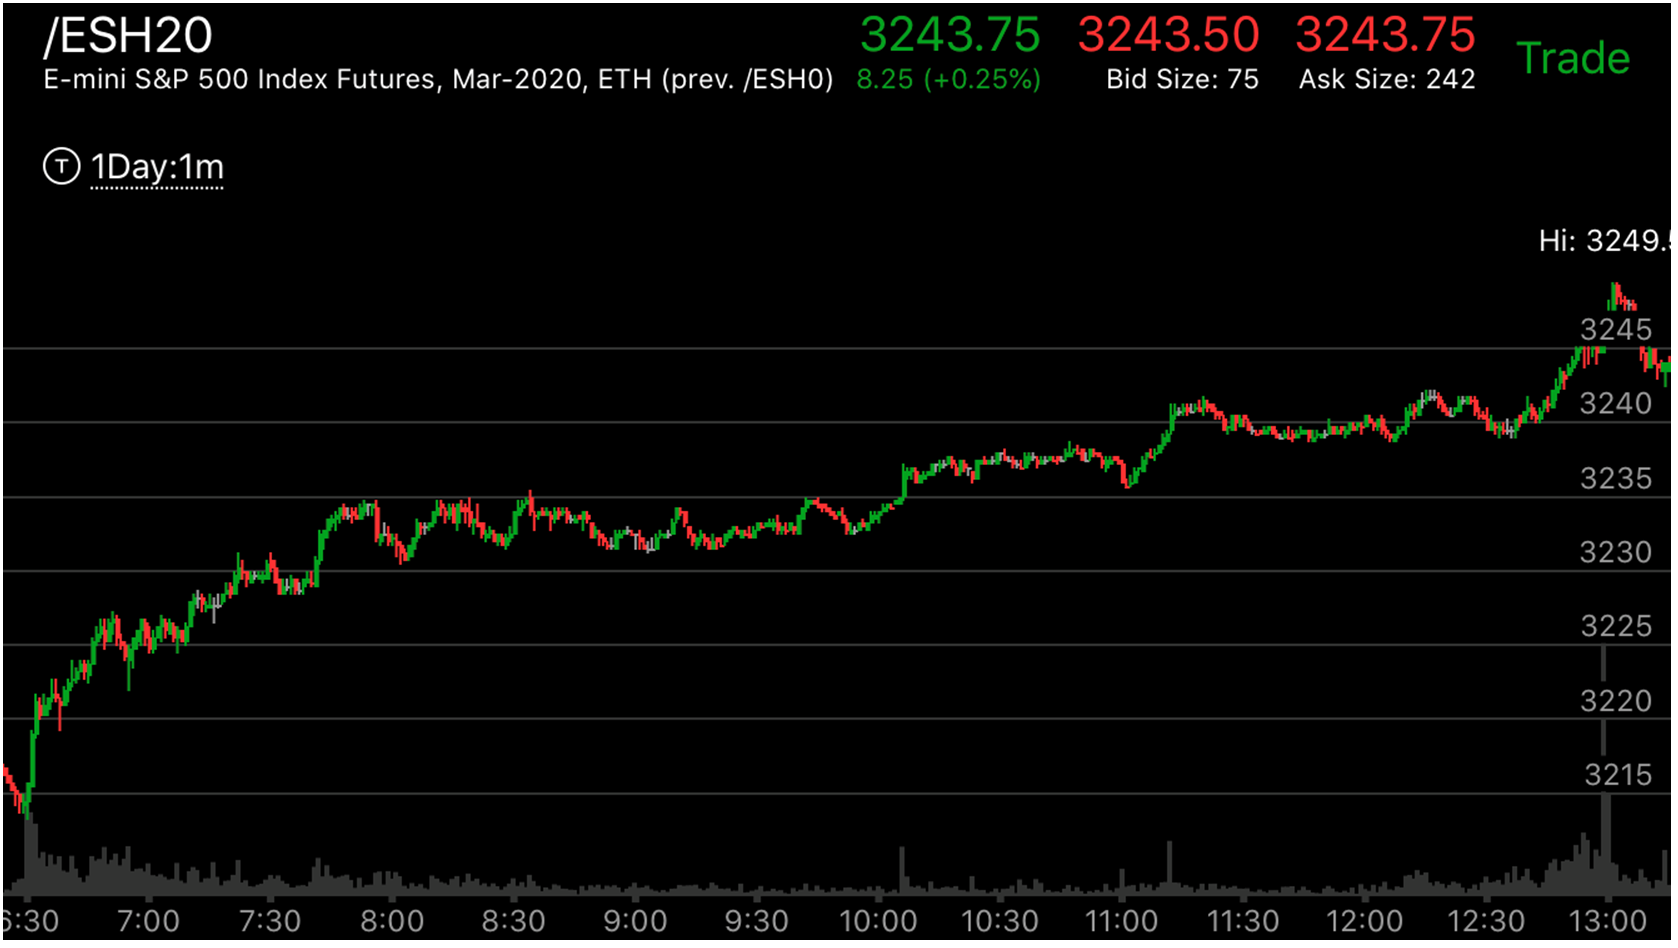 /ESH20 3243.75 3243.50 3243.75 Trade
E-mini S&P 500 Index Futures, Mar-2020, ETH (prev. /ESH0) 8.25 (+0.25%) Bid Size: 75 Ask Size: 242
T 1Day:1m
Hi: 3249.5
3245
3240
3235
3230
3225
3220
3215
6:30 7:00 7:30 8:00 8:30 9:00 9:30 10:00 10:30 11:00 11:30 12:00 12:30 13:00